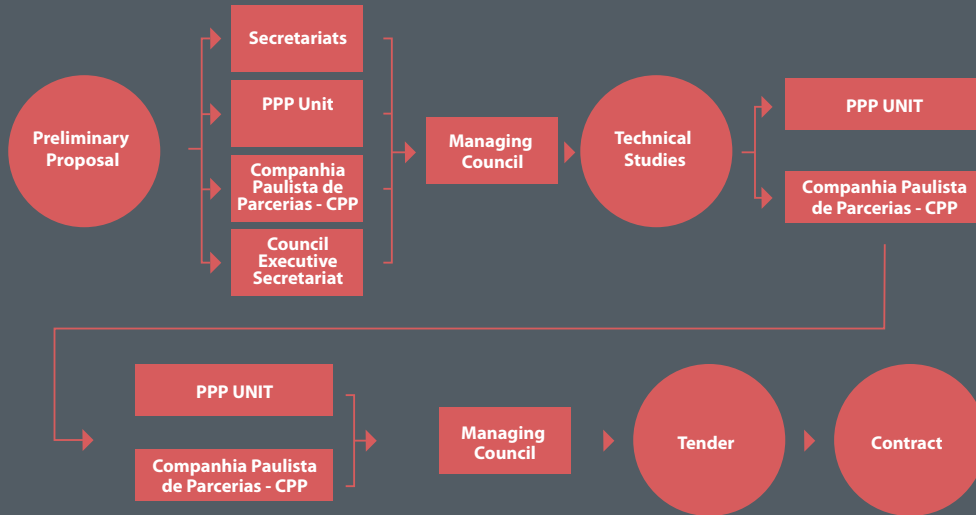 Preliminary
Proposal
Secretariats
PPP Unit
Companhia
Paulista de
Parcerias - CPP
Council
Executive
Secretariat
Managing
Council
Technical
Studies
PPP UNIT
Companhia Paulista
de Parcerias - CPP
PPP UNIT
Companhia Paulista
de Parcerias - CPP
Managing
Council
Tender
Contract